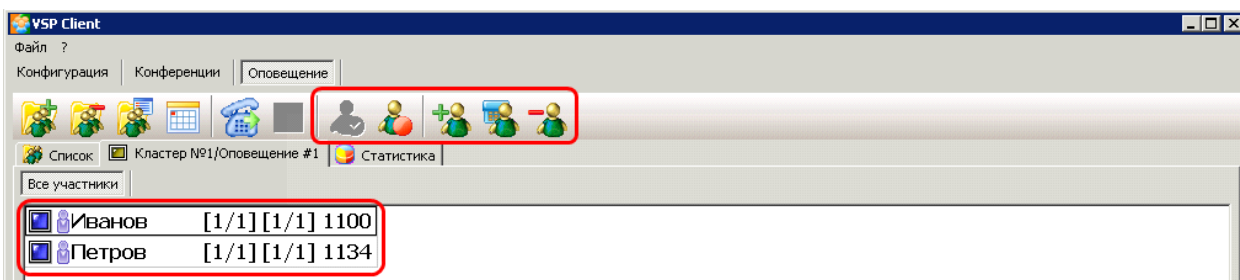 VSP Client
Файл ?
Конфигурация Конференции Оповещение
Список Кластер №1/Оповещение #1 Статистика
Все участники
Иванов [1/1] [1/1] 1100
Петров [1/1] [1/1] 1134